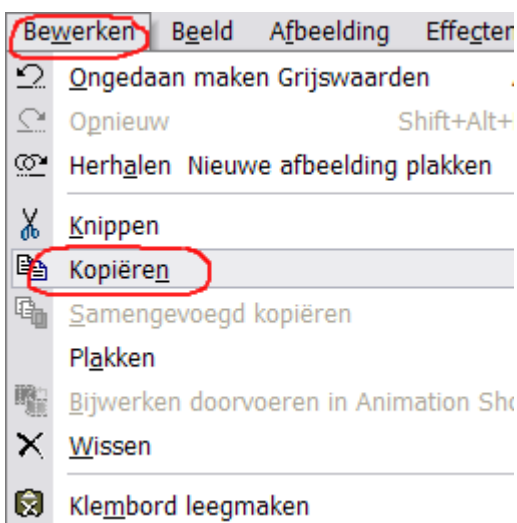 Bewerken Beeld Afbeelding Effecten
Ongedaan maken Grijswaarden
Opnieuw Shift+Alt+
Herhalen Nieuwe afbeelding plakken
Knippen
Kopiëren
Samengevoegd kopiëren
Plakken
Bijwerken doorvoeren in Animation Sho
Wissen
Klembord leegmaken